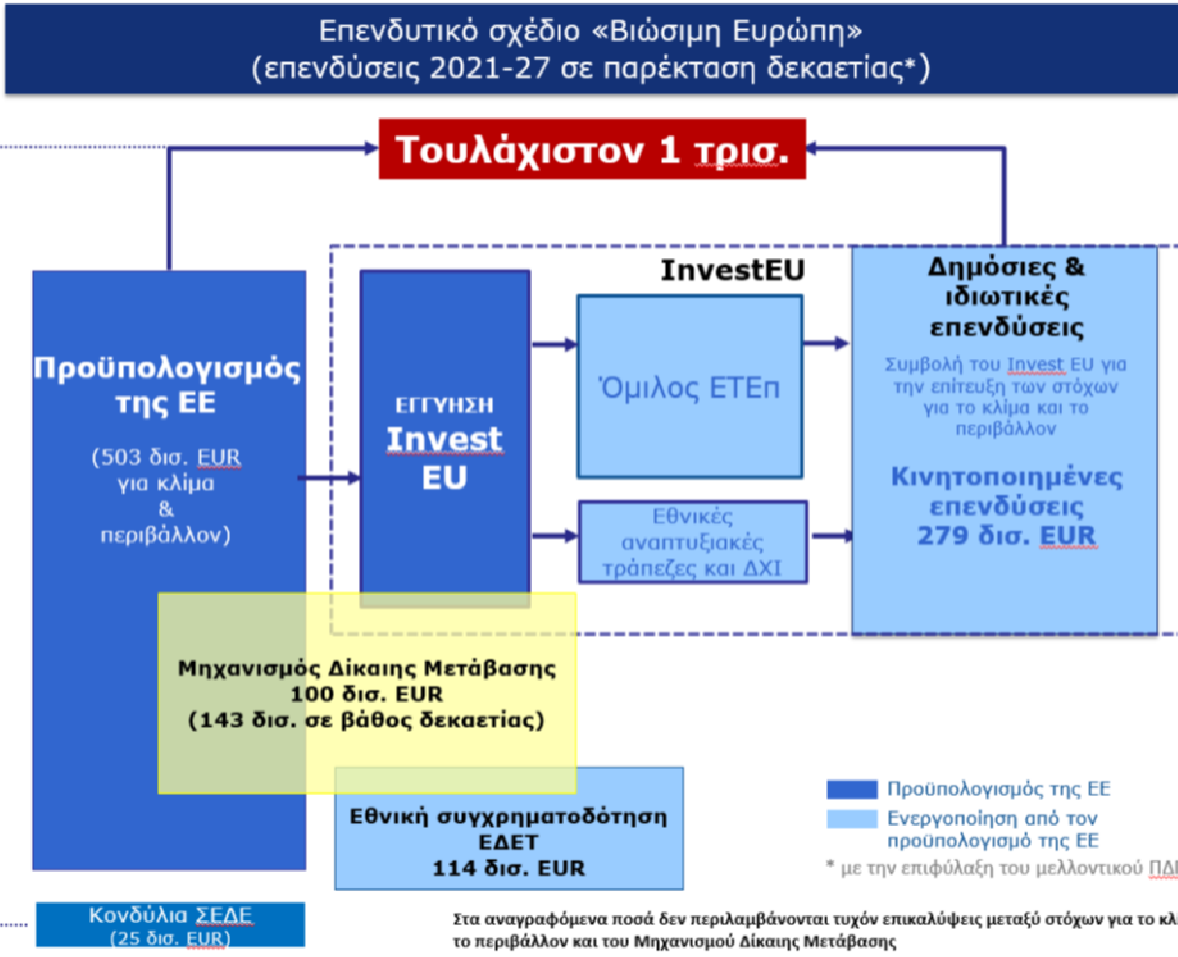 Επενδυτικό σχέδιο «Βιώσιμη Ευρώπη»
(επενδύσεις 2021-27 σε παρέκταση δεκαετίας*)
Τουλάχιστον 1 τρισ.
Προϋπολογισμός
της ΕΕ
(503 δισ. EUR
για κλίμα
&
περιβάλλον)
ΕΓΓΥΗΣΗ
Invest
EU
InvestEU
Όμιλος ΕΤΕπ
Εθνικές
αναπτυξιακές
τράπεζες και ΔΧΙ
Δημόσιες &
ιδιωτικές
επενδύσεις
Συμβολή του Invest EU για
την επίτευξη των στόχων
για το κλίμα και το
περιβάλλον
Κινητοποιημένες
επενδύσεις
279 δισ. EUR
Μηχανισμός Δίκαιης Μετάβασης
100 δισ. EUR
(143 δισ. σε βάθος δεκαετίας)
Εθνική συγχρηματοδότηση
ΕΔΕΤ
114 δισ. EUR
Προϋπολογισμός της ΕΕ
Ενεργοποίηση από τον
προϋπολογισμό της ΕΕ
* με την επιφύλαξη του μελλοντικού
Κονδύλια ΣΕΔΕ
(25 δισ. EUR)
Στα αναγραφόμενα ποσά δεν περιλαμβάνονται τυχόν επικαλύψεις μεταξύ στόχων για το
το περιβάλλον και του Μηχανισμού Δίκαιης Μετάβασης